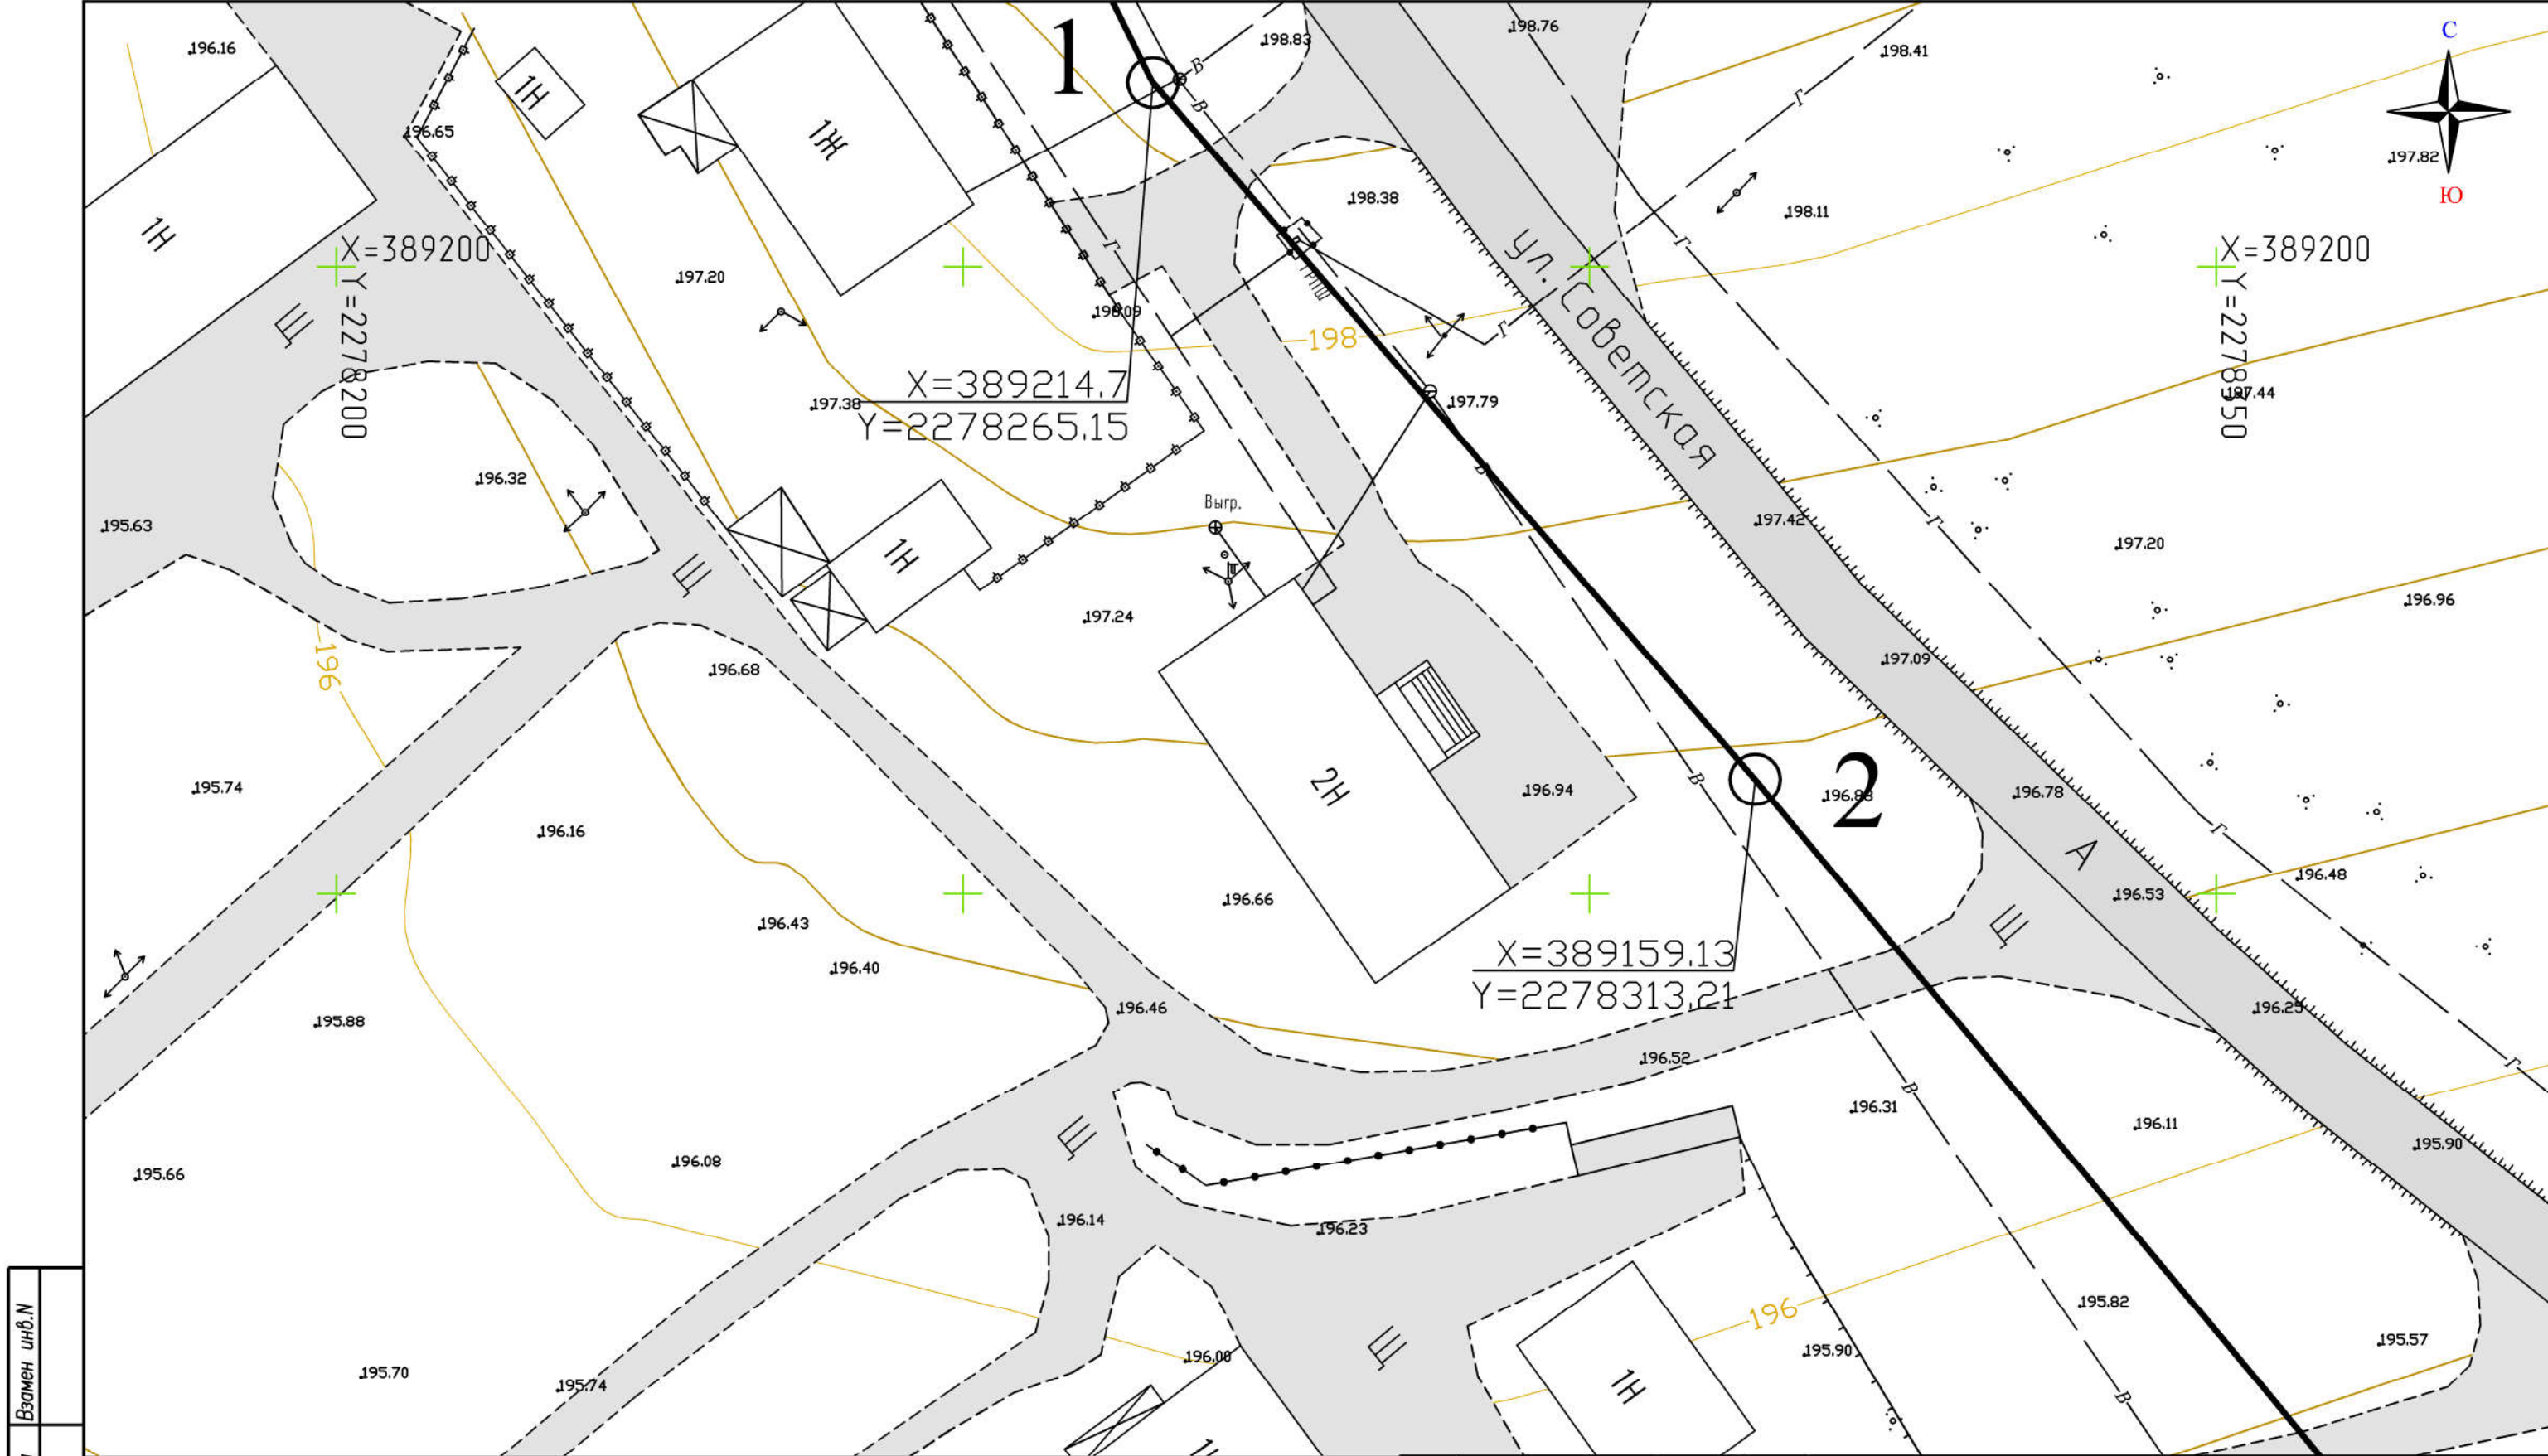 198.76
198.83
198.41
196.16
1
В
С
1Н
В
Г
196.65
1Ж
197.82
Ю
198.38
198.11
1Н
X=389200
Y=2278200
ул. Советская
Г
Г
X=389200
Y=2278350
197.20
198.09
Г
198
Щ
X=389214.7
Y=2278265.15
197.38
197.79
197.44
196.32
В
Выгр.
195.63
197.42
Г
197.20
1Н
Щ
196.96
197.24
197.09
196.68
196
2Н
В
2
195.74
196.94
196.88
196.78
196.16
Г
А
196.48
196.53
196.66
196.43
Щ
X=389159.13
Y=2278313.21
196.40
196.46
196.25
195.88
196.52
Г
В
196.31
196.11
Щ
195.90
196.08
195.66
196.14
196.23
196
195.82
195.57
Щ
195.90
196.00
195.70
195.74
1Н
В
Взамен инв.N